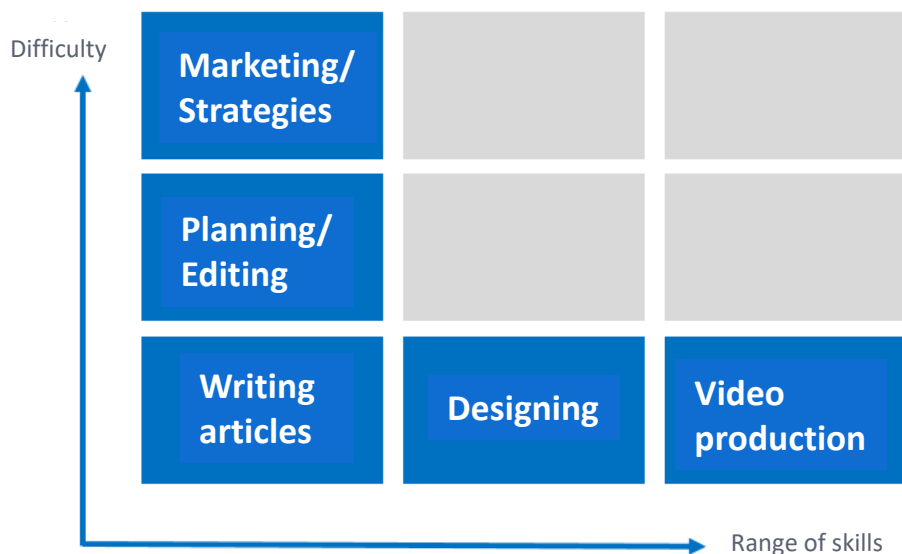 Difficulty
Marketing/
Strategies
Planning/
Editing
Writing
articles
Designing
Video
production
Range of skills